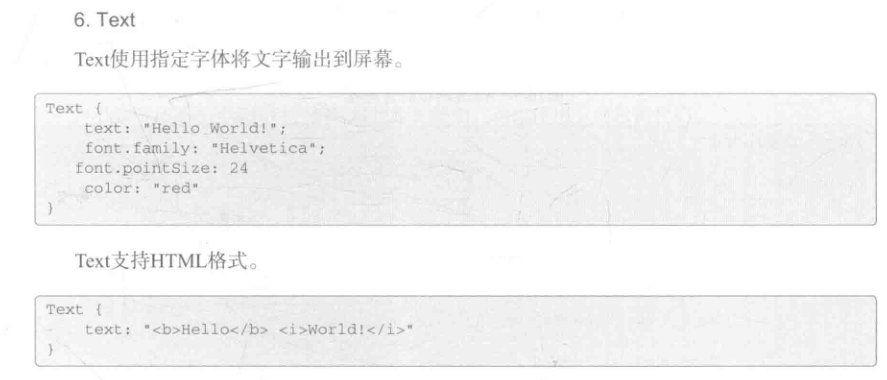 6. Text
Text使用指定字体将文字输出到屏幕。
Text {
    text: "Hello World!";
    font.family: "Helvetica";
   font.pointSize: 24
    color: "red"
}
Text支持HTML格式。
Text {
    text: "<b>Hello</b> <i>World!</i>"
}